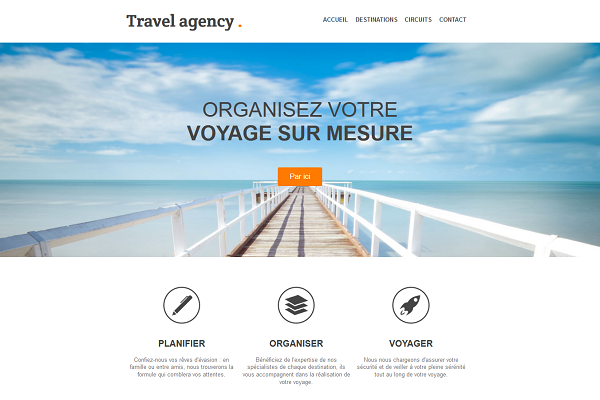 Travel agency .
ACCUEIL DESTINATIONS CIRCUITS CONTACT
ORGANISEZ VOTRE
VOYAGE SUR MESURE
Par ici
PLANIFIER
Confiez-nous vos rêves d'évasion : en
famille ou entre amis, nous trouverons la
formule qui comblera vos attentes.
ORGANISER
Bénéficiez de l'expertise de nos
spécialistes de chaque destination, ils
vous accompagnent dans la réalisation de
votre voyage.
VOYAGER
Nous nous chargeons d'assurer votre
sécurité et de veiller à votre pleine sérénité
tout au long de votre voyage.